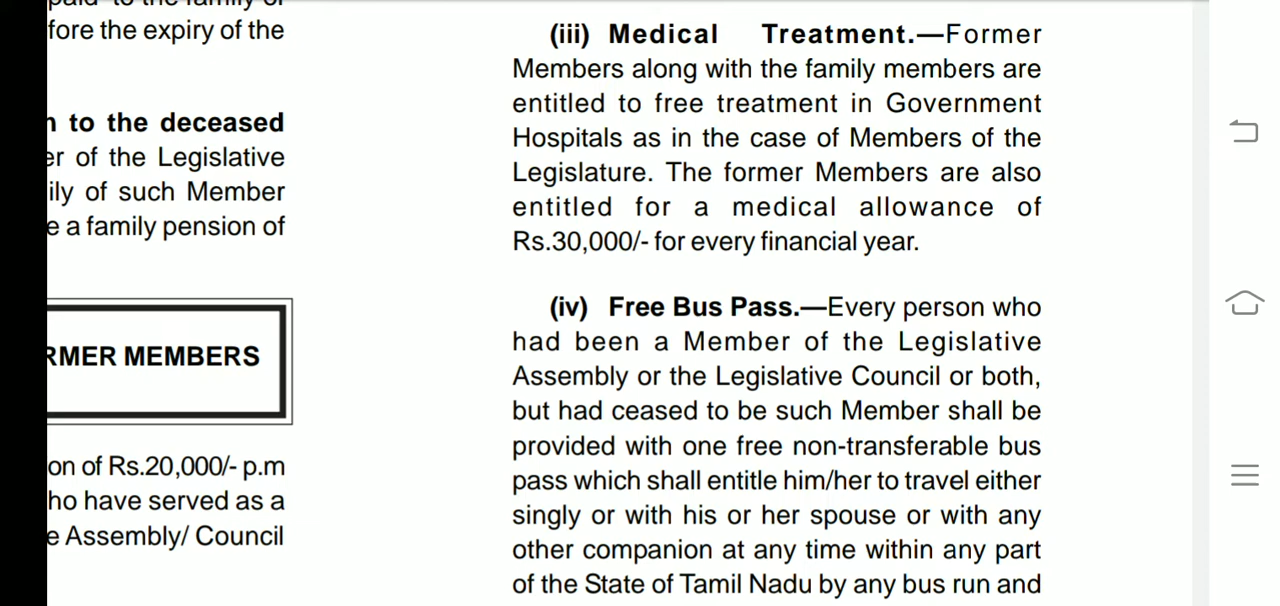 fore the expiry of the
to the deceased
of the Legislative
of such Member
a family pension of
MEMBERS
of Rs.20,000/- p.m
who have served as a
Assembly/ Council
(iii) Medical Treatment.—Former
Members along with the family members are
entitled to free treatment in Government
Hospitals as in the case of Members of the
Legislature. The former Members are also
entitled for a medical allowance of
Rs.30,000/- for every financial year.
(iv) Free Bus Pass.—Every person who
had been a Member of the Legislative
Assembly or the Legislative Council or both,
but had ceased to be such Member shall be
provided with one free non-transferable bus
pass which shall entitle him/her to travel either
singly or with his or her spouse or with any
other companion at any time within any part
of the State of Tamil Nadu by any bus run and